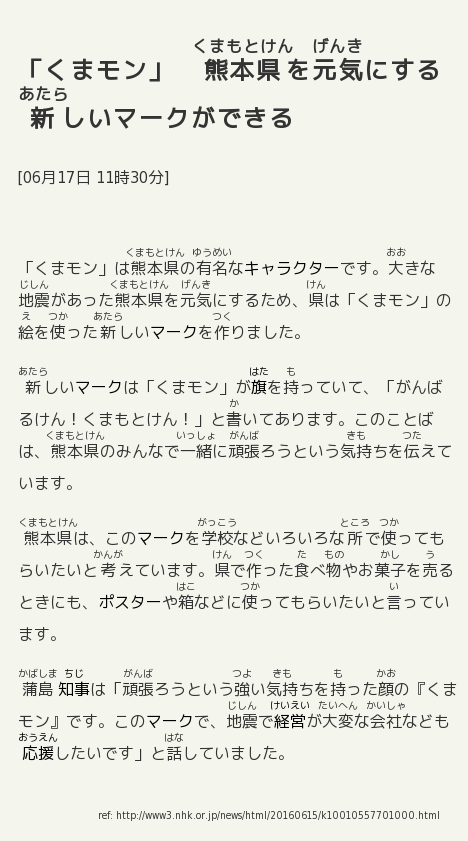 「くまモン」　熊本県を元気にする
新しいマークができる
[06月17日 11時30分]
「くまモン」は熊本県の有名なキャラクターです。大きな
地震があった熊本県を元気にするため、県は「くまモン」の
絵を使った新しいマークを作りました。
新しいマークは「くまモン」が旗を持っていて、「がんば
るけん！くまもとけん！」と書いてあります。このことば
は、熊本県のみんなで一緒に頑張ろうという気持ちを伝えて
います。
熊本県は、このマークを学校などいろいろな所で使っても
らいたいと考えています。県で作った食べ物やお菓子を売る
ときにも、ポスターや箱などに使ってもらいたいと言ってい
ます。
蒲島知事は「頑張ろうという強い気持ちを持った顔の『くま
モン』です。このマークで、地震で経営が大変な会社なども
応援したいです」と話していました。
ref: http://www3.nhk.or.jp/news/html/20160615/k10010557701000.html